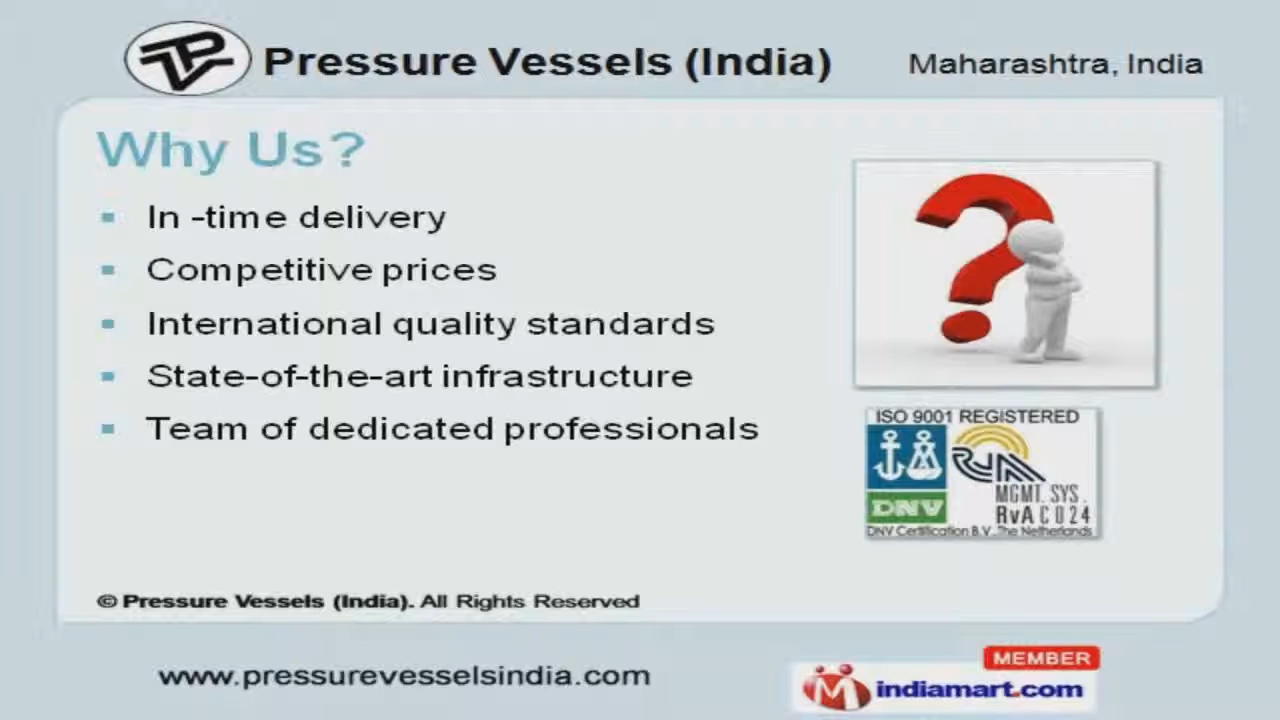 Pressure Vessels (India)
Maharashtra, India
Why Us?
In -time delivery
Competitive prices
International quality standards
State-of-the-art infrastructure
Team of dedicated professionals
ISO 9001 REGISTERED
DNV
MGMT. SYS.
RvA C 024
DNV Certification B.V. The Netherlands
© Pressure Vessels (India). All Rights Reserved
www.pressurevesselsindia.com
MEMBER
indiamart.com